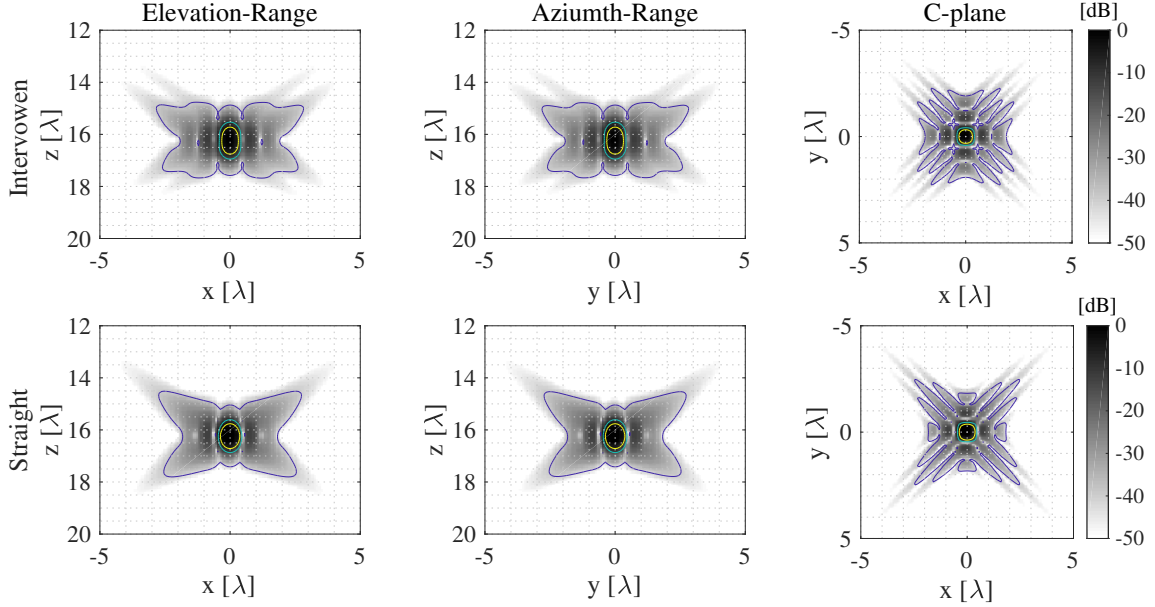 Elevation-Range
Aziumth-Range
C-plane
[dB]
Intervowen
z [λ]
12
14
16
18
20
-5
0
5
x [λ]
z [λ]
12
14
16
18
20
-5
0
5
y [λ]
y [λ]
-5
0
5
-5
0
5
x [λ]
0
-10
-20
-30
-40
-50
[dB]
Straight
z [λ]
12
14
16
18
20
-5
0
5
x [λ]
z [λ]
12
14
16
18
20
-5
0
5
y [λ]
y [λ]
-5
0
5
-5
0
5
x [λ]
0
-10
-20
-30
-40
-50